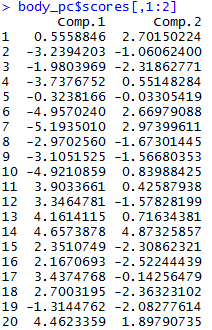 > body_pc$scores[,1:2]
Comp.1 Comp.2
1 0.5558846 2.70150224
2 -3.2394203 -1.06062400
3 -1.9803969 -2.31862771
4 -3.7376752 0.55148284
5 -0.3238166 -0.03305419
6 -4.9570240 2.66979088
7 -5.1935010 2.97399611
8 -2.9702560 -1.67301445
9 -3.1051525 -1.56680353
10 -4.9210859 0.83988425
11 3.9033661 0.42587938
12 3.3464781 -1.57828199
13 4.1614115 0.71634381
14 4.6573878 4.87325857
15 2.3510749 -2.30862321
16 2.1670693 -2.52244439
17 3.4374768 -0.14256479
18 2.7003195 -2.36323102
19 -1.3144762 -2.08277614
20 4.4623359 1.89790735